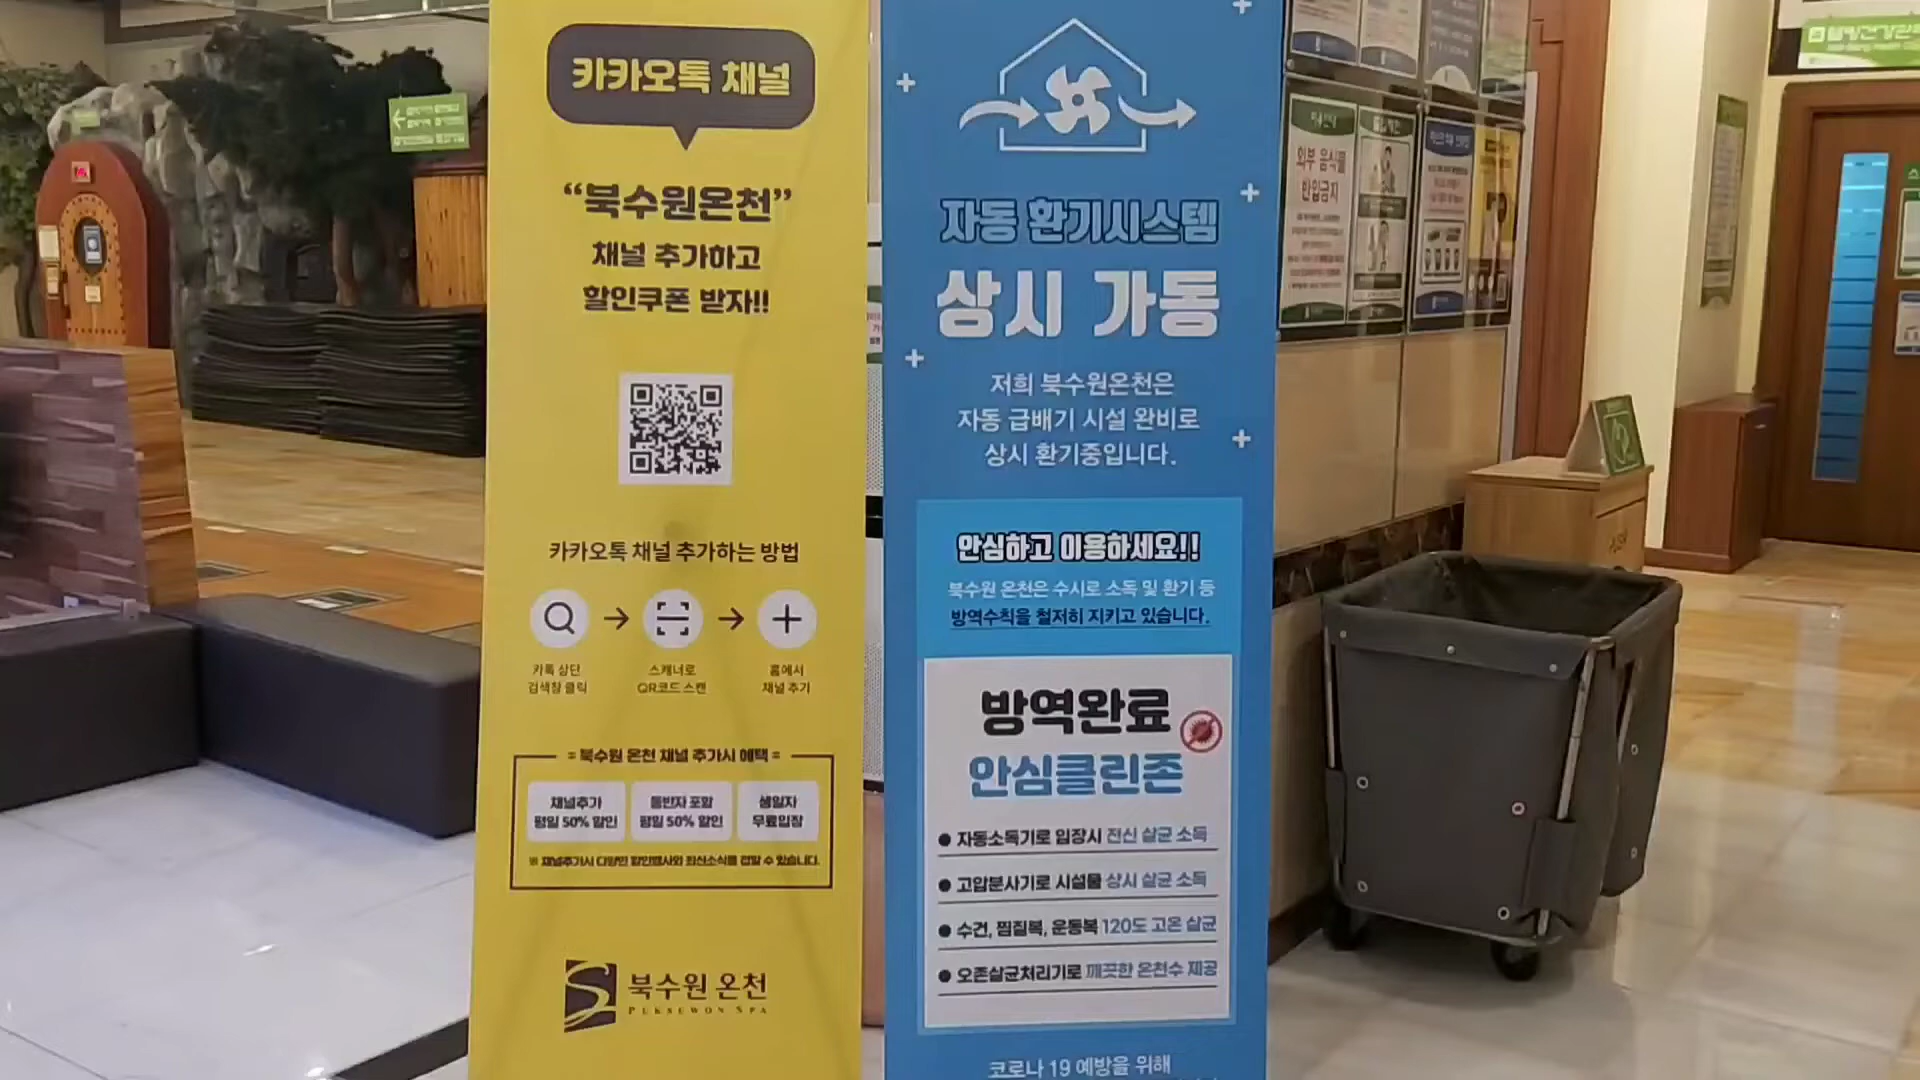 카카오톡 채널
“북수원온천”
채널 추가하고
할인쿠폰 받자!!
카카오톡 채널 추가하는 방법
카톡 상단
검색창 클릭
스캐너로
QR코드 스캔
홈에서
채널 추가
= 북수원 온천 채널 추가시 혜택 =
채널추가
평일 50% 할인
동반자 포함
평일 50% 할인
생일자
무료입장
※ 채널추가시 다양한 할인행사와 최신소식을 접할 수 있습니다.
북수원 온천
PUKSUWON SPA
자동 환기시스템
상시 가동
저희 북수원온천은
자동 급배기 시설 완비로
상시 환기중입니다.
안심하고 이용하세요!!
북수원 온천은 수시로 소독 및 환기 등
방역수칙을 철저히 지키고 있습니다.
방역완료
안심클린존
● 자동소독기로 입장시 전신 살균 소독
● 고압분사기로 시설물 상시 살균 소독
● 수건, 찜질복, 운동복 120도 고온 살균
● 오존살균처리기로 깨끗한 온천수 제공
코로나 19 예방을 위해
외부 음식물
반입금지